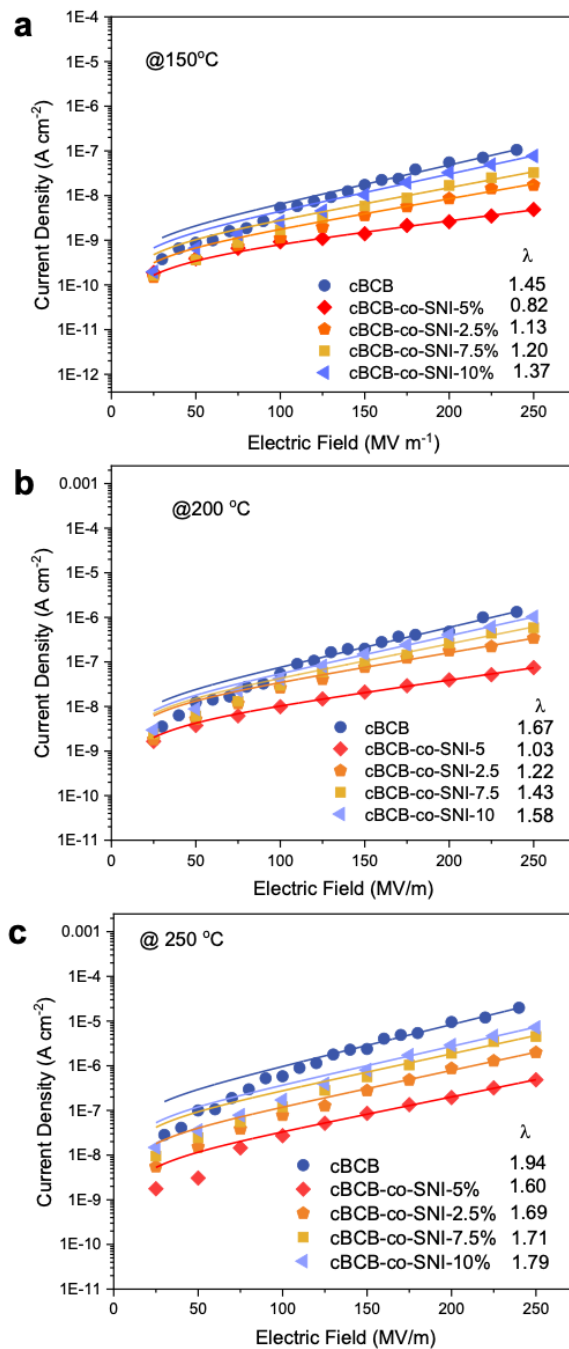 a
@150°C
1E-4
1E-5
1E-6
1E-7
1E-8
1E-9
1E-10
1E-11
1E-12
Current Density (A cm⁻²)
λ
cBCB 1.45
cBCB-co-SNI-5% 0.82
cBCB-co-SNI-2.5% 1.13
cBCB-co-SNI-7.5% 1.20
cBCB-co-SNI-10% 1.37
0 50 100 150 200 250
Electric Field (MV m⁻¹)
b
@200 °C
0.001
1E-4
1E-5
1E-6
1E-7
1E-8
1E-9
1E-10
1E-11
Current Density (A cm⁻²)
λ
cBCB 1.67
cBCB-co-SNI-5 1.03
cBCB-co-SNI-2.5 1.22
cBCB-co-SNI-7.5 1.43
cBCB-co-SNI-10 1.58
0 50 100 150 200 250
Electric Field (MV/m)
c
@ 250 °C
0.001
1E-4
1E-5
1E-6
1E-7
1E-8
1E-9
1E-10
1E-11
Current Density (A cm⁻²)
λ
cBCB 1.94
cBCB-co-SNI-5% 1.60
cBCB-co-SNI-2.5% 1.69
cBCB-co-SNI-7.5% 1.71
cBCB-co-SNI-10% 1.79
0 50 100 150 200 250
Electric Field (MV/m)